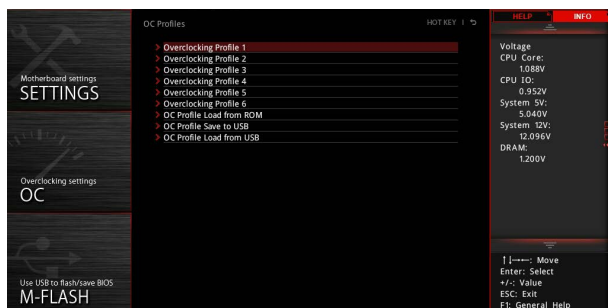 OC Profiles
HOT KEY |
HELP
INFO
Motherboard settings
SETTINGS
Overclocking settings
OC
Use USB to flash/save BIOS
M-FLASH
Overclocking Profile 1
Overclocking Profile 2
Overclocking Profile 3
Overclocking Profile 4
Overclocking Profile 5
Overclocking Profile 6
OC Profile Load from ROM
OC Profile Save to USB
OC Profile Load from USB
Voltage
CPU Core:
1.088V
CPU IO:
0.952V
System 5V:
5.040V
System 12V:
12.096V
DRAM:
1.200V
↑↓→←: Move
Enter: Select
+/-: Value
ESC: Exit
F1: General Help